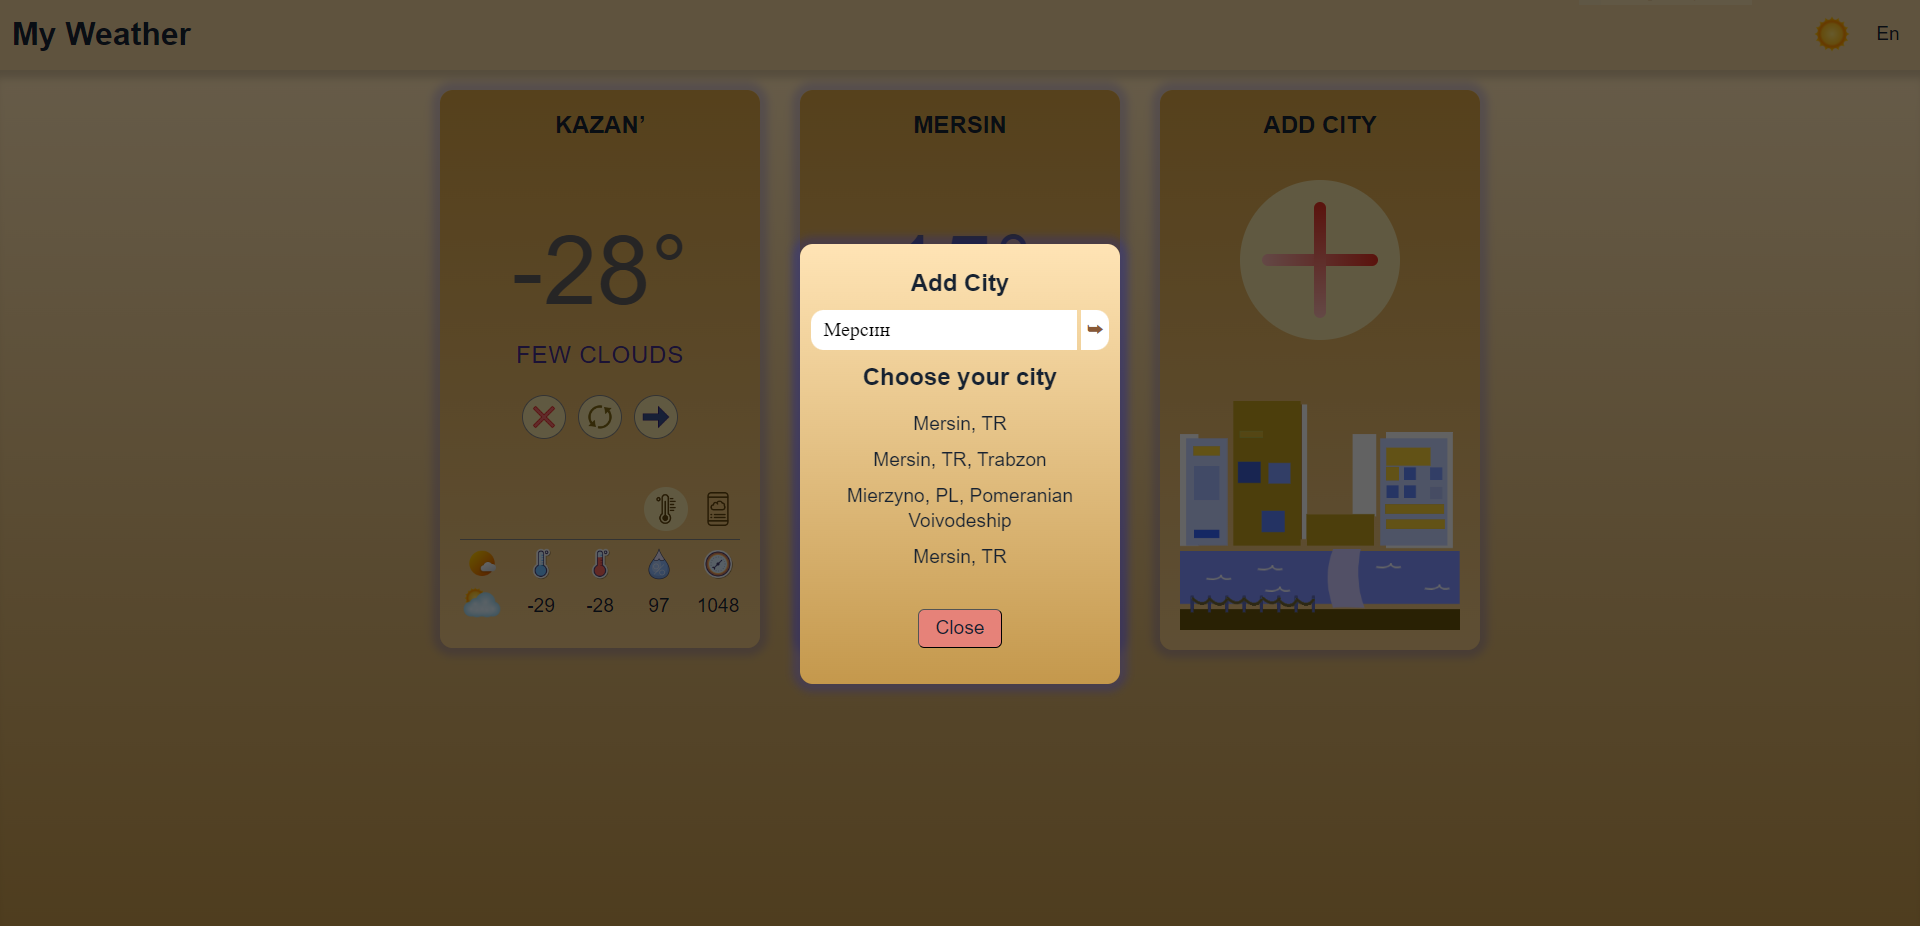 My Weather
En
KAZAN’
-28°
FEW CLOUDS
-29 -28 97 1048
MERSIN
Add City
Мерсин
Choose your city
Mersin, TR
Mersin, TR, Trabzon
Mierzyno, PL, Pomeranian
Voivodeship
Mersin, TR
Close
ADD CITY